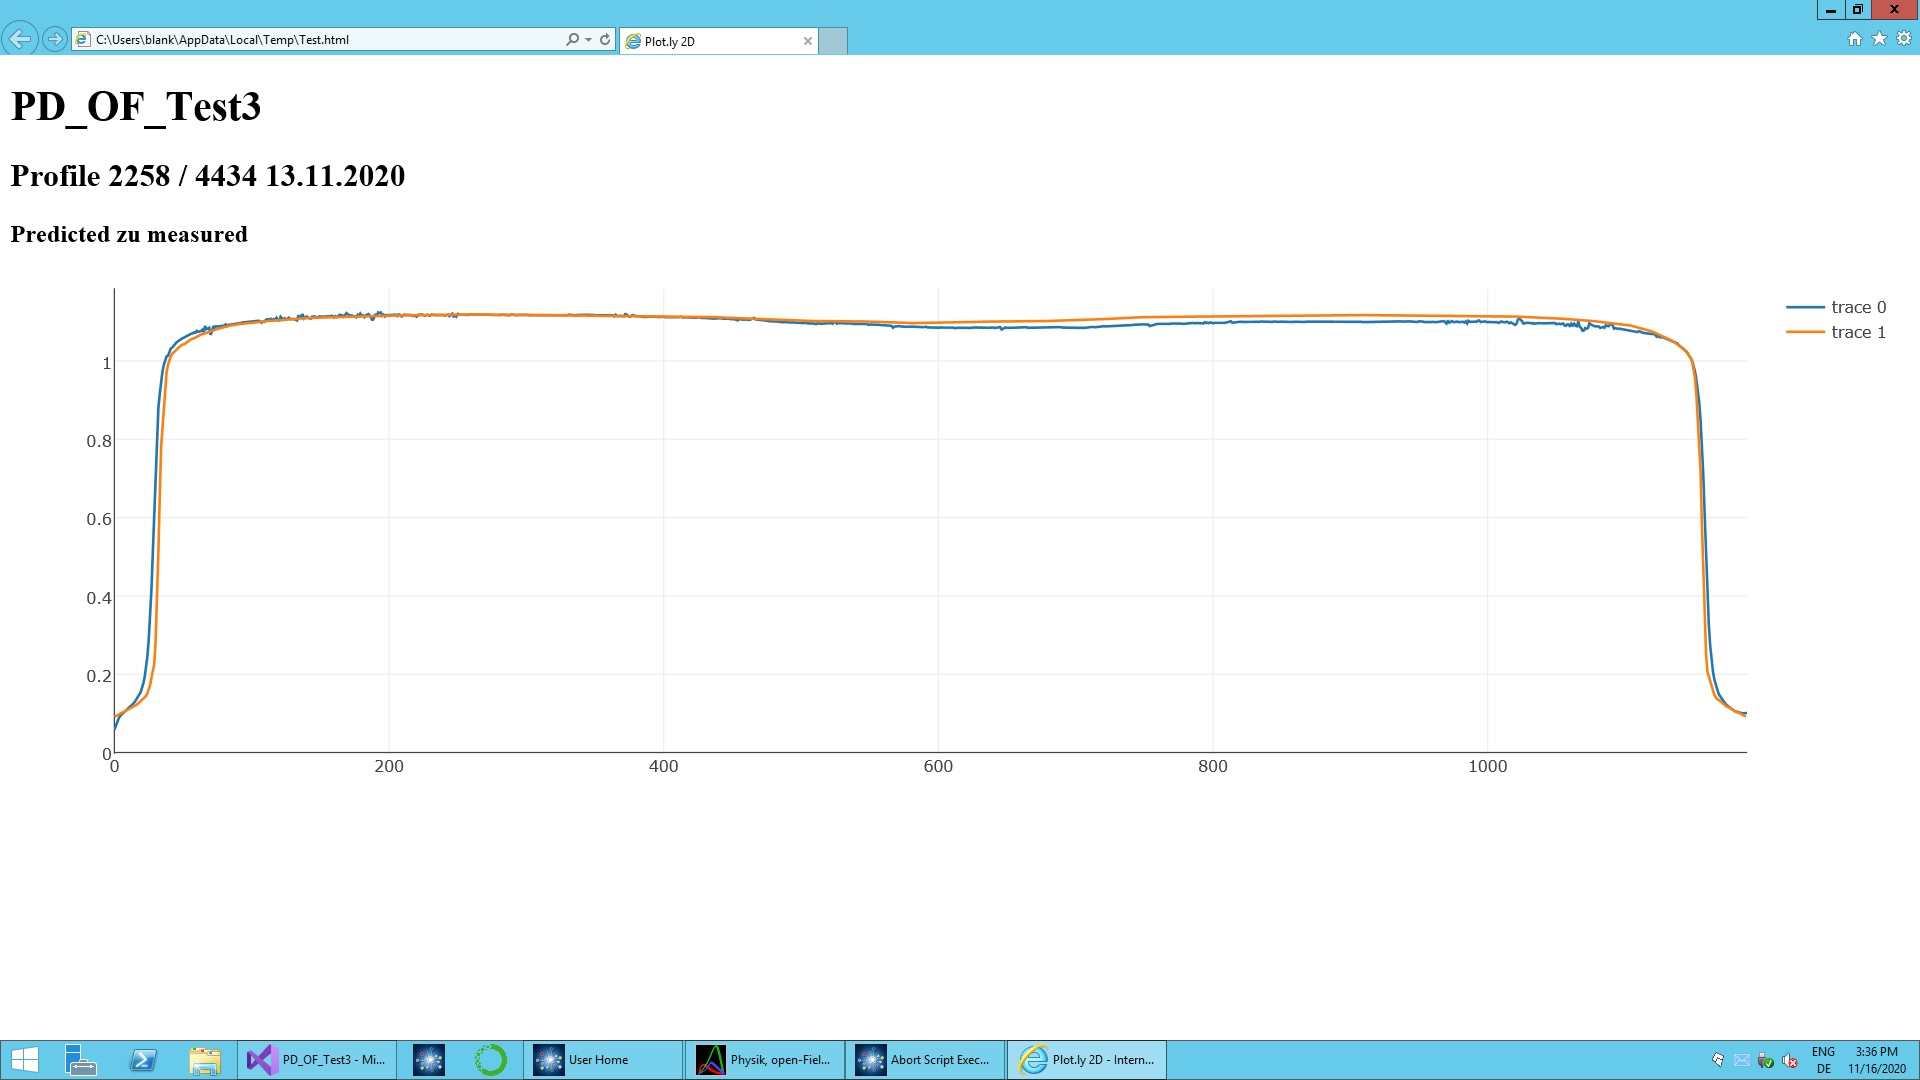 C:\Users\blank\AppData\Local\Temp\Test.html
Plot.ly 2D
PD_OF_Test3
Profile 2258 / 4434 13.11.2020
Predicted zu measured
trace 0
trace 1
1
0.8
0.6
0.4
0.2
0
0 200 400 600 800 1000
PD_OF_Test3 - Mi...
User Home
Physik, open-Fiel...
Abort Script Exec...
Plot.ly 2D - Intern...
ENG
DE
3:36 PM
11/16/2020